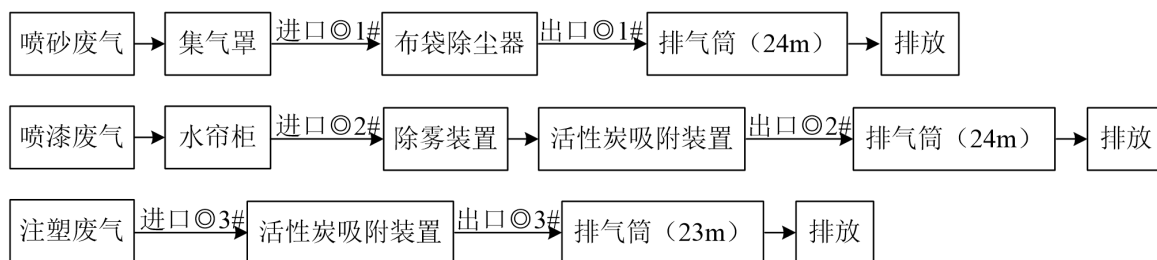 喷砂废气 集气罩 进口◎1# 布袋除尘器 出口◎1# 排气筒（24m） 排放
喷漆废气 水帘柜 进口◎2# 除雾装置 活性炭吸附装置 出口◎2# 排气筒（24m） 排放
注塑废气 进口◎3# 活性炭吸附装置 出口◎3# 排气筒（23m） 排放